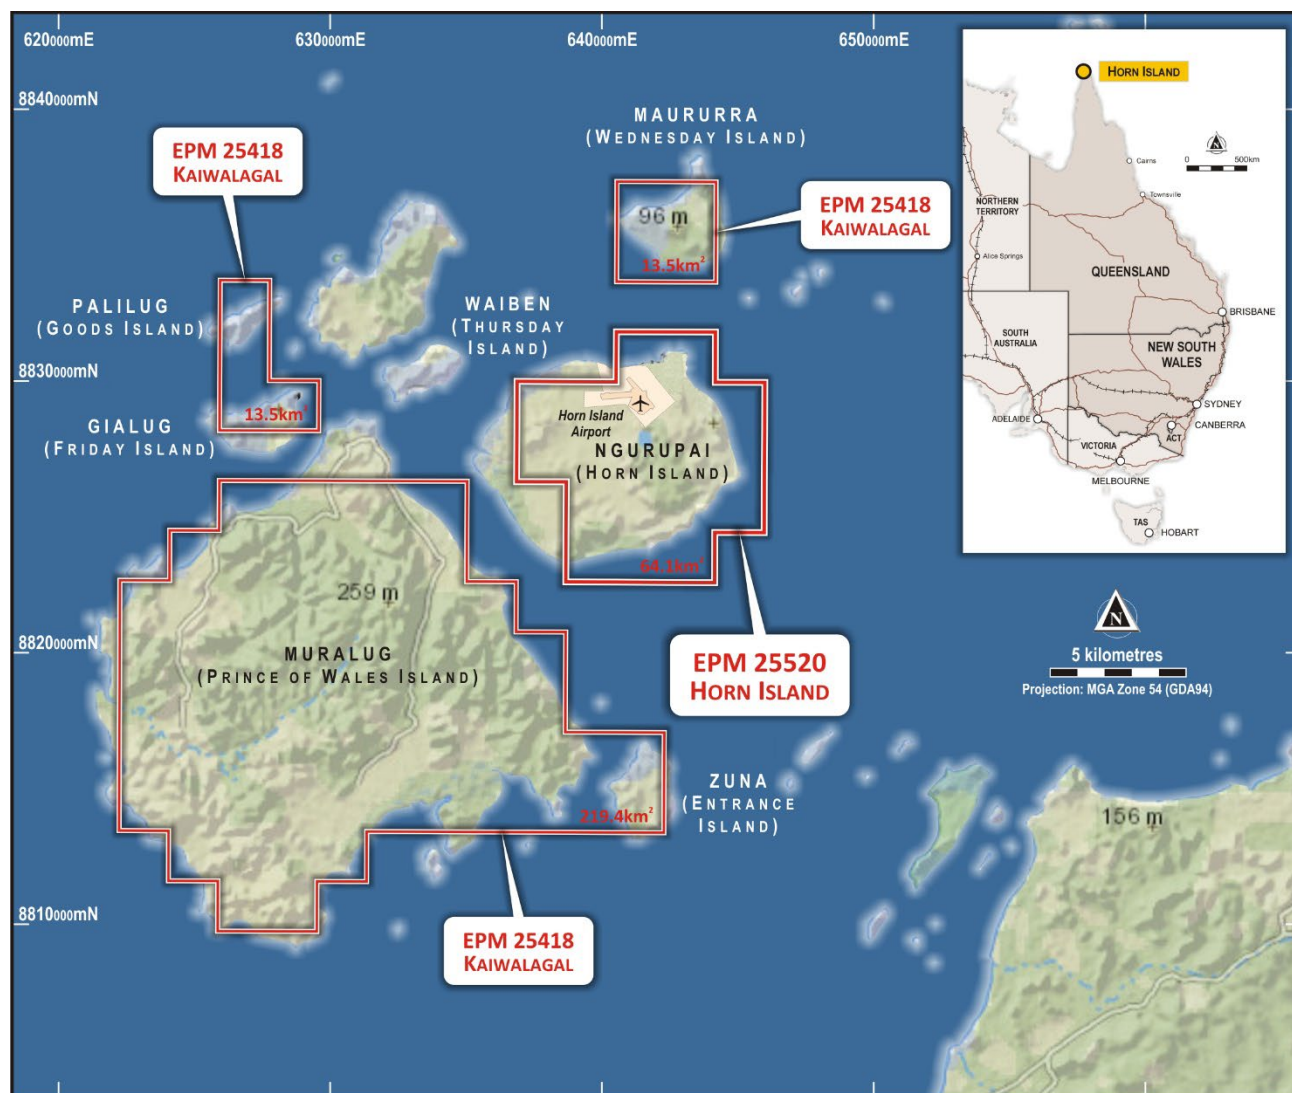 620000mE
630000mE
640000mE
650000mE
8840000mN
8830000mN
8820000mN
8810000mN
EPM 25418
KAIWALAGAL
MAURURRA
(WEDNESDAY ISLAND)
96 m
13.5km²
EPM 25418
KAIWALAGAL
PALILUG
(GOODS ISLAND)
WAIBEN
(THURSDAY
ISLAND)
13.5km²
GIALUG
(FRIDAY ISLAND)
Horn Island
Airport
NGURUPAI
(HORN ISLAND)
64.1km²
259 m
MURALUG
(PRINCE OF WALES ISLAND)
EPM 25520
HORN ISLAND
219.4km²
ZUNA
(ENTRANCE
ISLAND)
EPM 25418
KAIWALAGAL
156 m
N
5 kilometres
Projection: MGA Zone 54 (GDA94)
HORN ISLAND
N
0 500km
Cairns
Townsville
NORTHERN
TERRITORY
Alice Springs
QUEENSLAND
BRISBANE
SOUTH
AUSTRALIA
NEW SOUTH
WALES
SYDNEY
ADELAIDE
CANBERRA
ACT
VICTORIA
MELBOURNE
TAS
HOBART